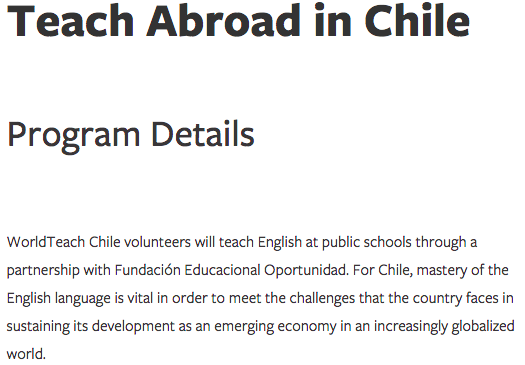 Teach Abroad in Chile
Program Details
WorldTeach Chile volunteers will teach English at public schools through a
partnership with Fundación Educacional Oportunidad. For Chile, mastery of the
English language is vital in order to meet the challenges that the country faces in
sustaining its development as an emerging economy in an increasingly globalized
world.